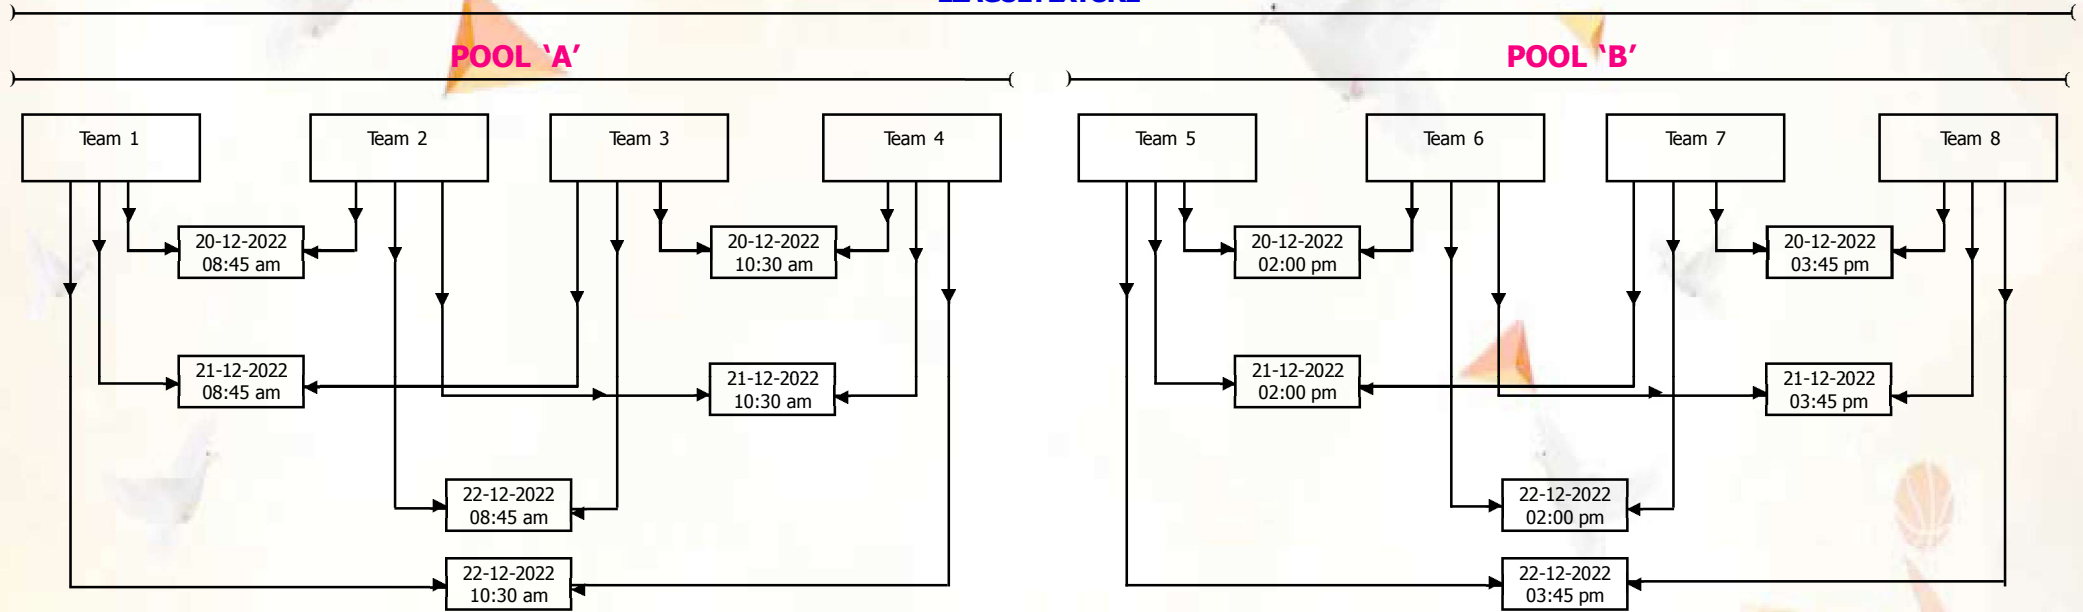 POOL ‘A’
POOL ‘B’
Team 1
Team 2
Team 3
Team 4
Team 5
Team 6
Team 7
Team 8
20-12-2022
08:45 am
20-12-2022
10:30 am
20-12-2022
02:00 pm
20-12-2022
03:45 pm
21-12-2022
08:45 am
21-12-2022
10:30 am
21-12-2022
02:00 pm
21-12-2022
03:45 pm
22-12-2022
08:45 am
22-12-2022
02:00 pm
22-12-2022
10:30 am
22-12-2022
03:45 pm